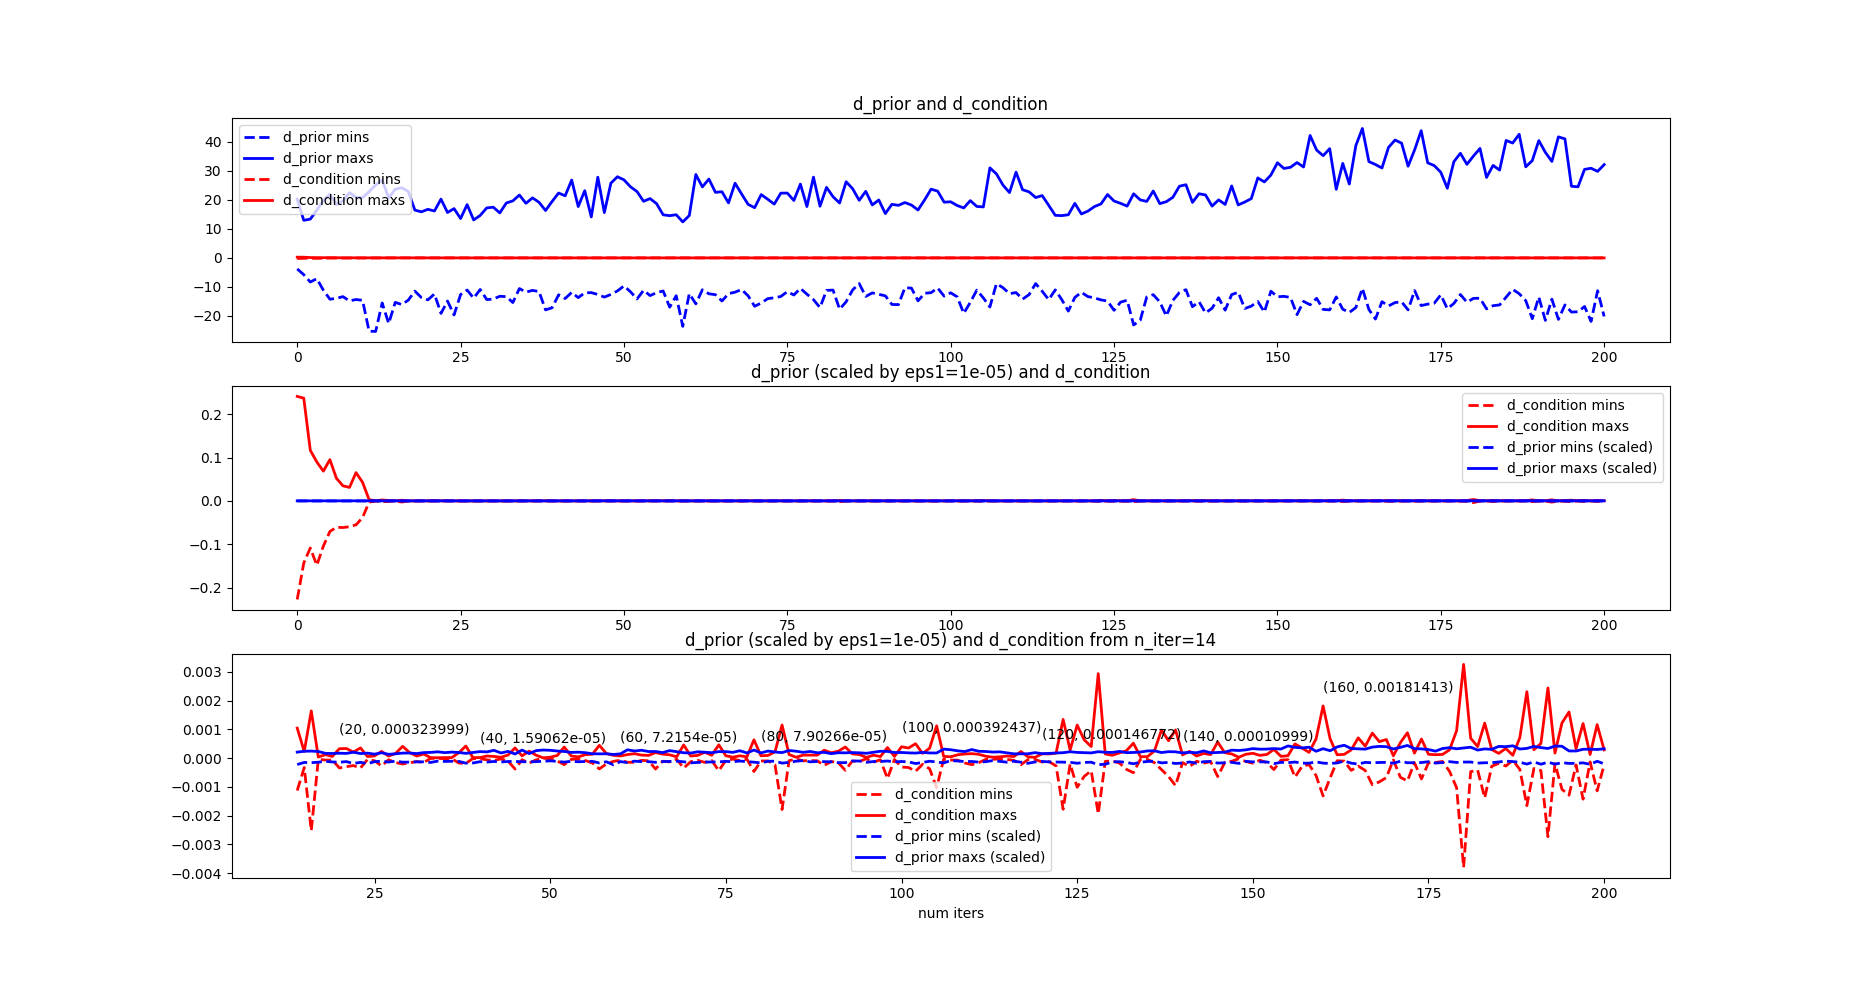 d_prior and d_condition
d_prior mins
d_prior maxs
d_condition mins
d_condition maxs
40
30
20
10
0
−10
−20
0 25 50 75 100 125 150 175 200
d_prior (scaled by eps1=1e-05) and d_condition
d_condition mins
d_condition maxs
d_prior mins (scaled)
d_prior maxs (scaled)
0.2
0.1
0.0
−0.1
−0.2
0 25 50 75 100 125 150 175 200
d_prior (scaled by eps1=1e-05) and d_condition from n_iter=14
0.003
0.002
0.001
0.000
−0.001
−0.002
−0.003
−0.004
(20, 0.000323999)
(40, 1.59062e-05)
(60, 7.2154e-05)
(80, 7.90266e-05)
(100, 0.000392437)
(120, 0.000146772)
(140, 0.00010999)
(160, 0.00181413)
d_condition mins
d_condition maxs
d_prior mins (scaled)
d_prior maxs (scaled)
25 50 75 100 125 150 175 200
num iters